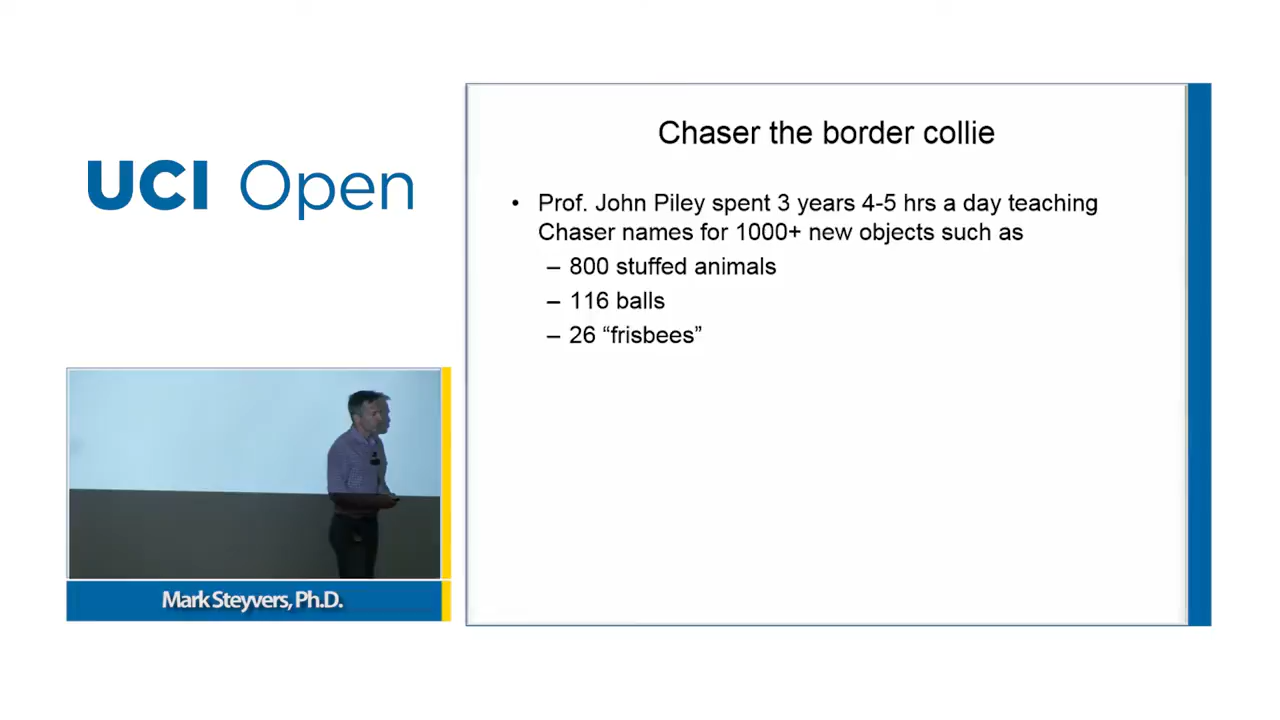 UCI Open
Chaser the border collie
• Prof. John Piley spent 3 years 4-5 hrs a day teaching
Chaser names for 1000+ new objects such as
– 800 stuffed animals
– 116 balls
– 26 “frisbees”
Mark Steyvers, Ph.D.